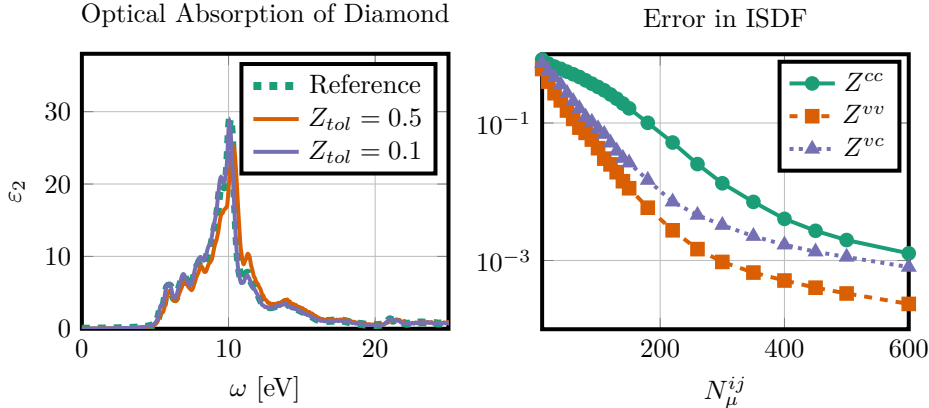 Optical Absorption of Diamond
30
20
10
0
0
10
20
ε₂
ω [eV]
Reference
Z_{tol} = 0.5
Z_{tol} = 0.1
Error in ISDF
10^{−1}
10^{−3}
200
400
600
N_μ^{ij}
Z^{cc}
Z^{vv}
Z^{vc}